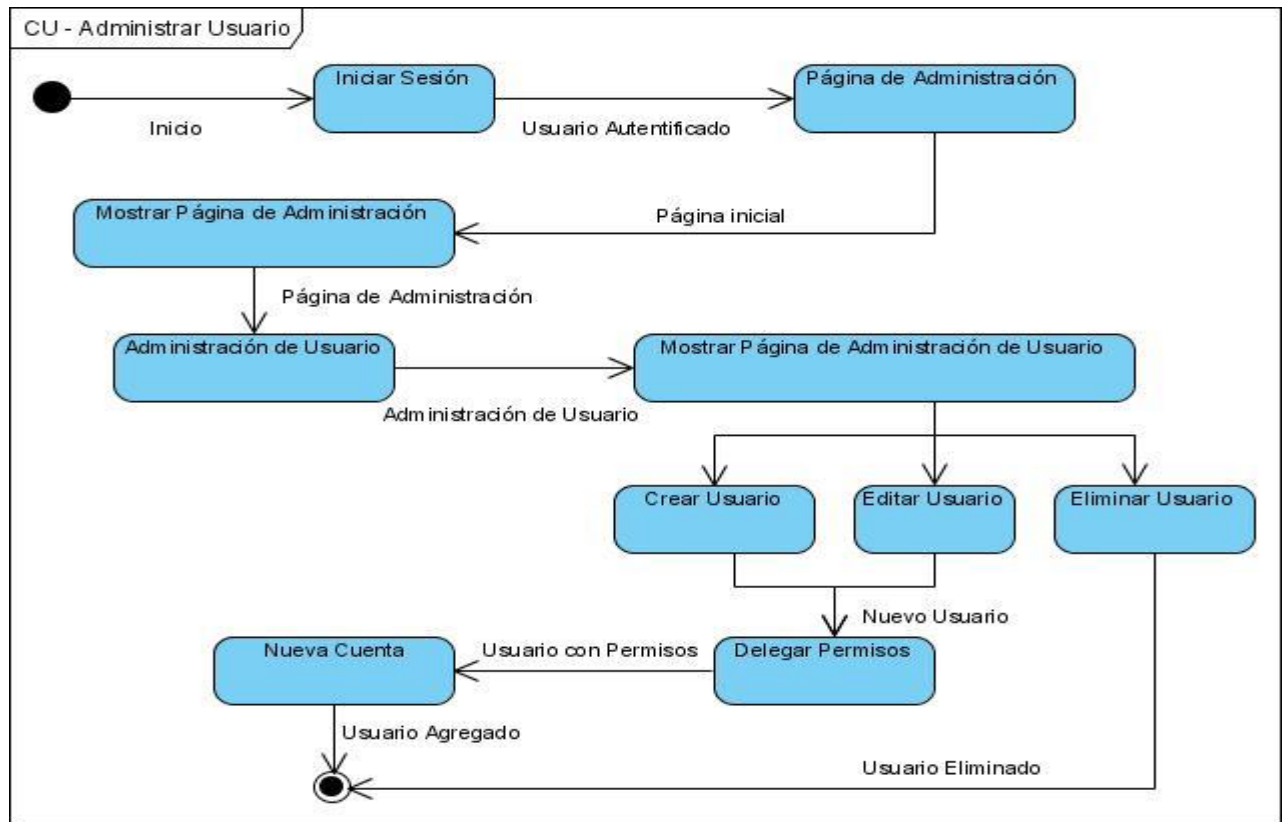 CU - Administrar Usuario
Iniciar Sesión
Página de Administración
Inicio
Usuario Autentificado
Mostrar Página de Administración
Página inicial
Página de Administración
Administración de Usuario
Mostrar Página de Administración de Usuario
Administración de Usuario
Crear Usuario
Editar Usuario
Eliminar Usuario
Nuevo Usuario
Nueva Cuenta
Usuario con Permisos
Delegar Permisos
Usuario Agregado
Usuario Eliminado